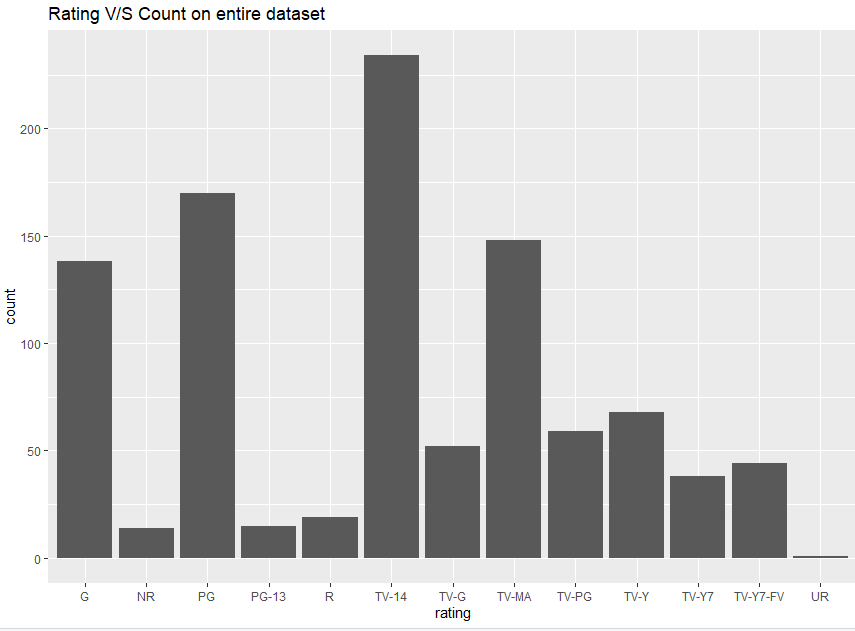 Rating V/S Count on entire dataset
200
150
100
50
0
count
G NR PG PG-13 R TV-14 TV-G TV-MA TV-PG TV-Y TV-Y7 TV-Y7-FV UR
rating